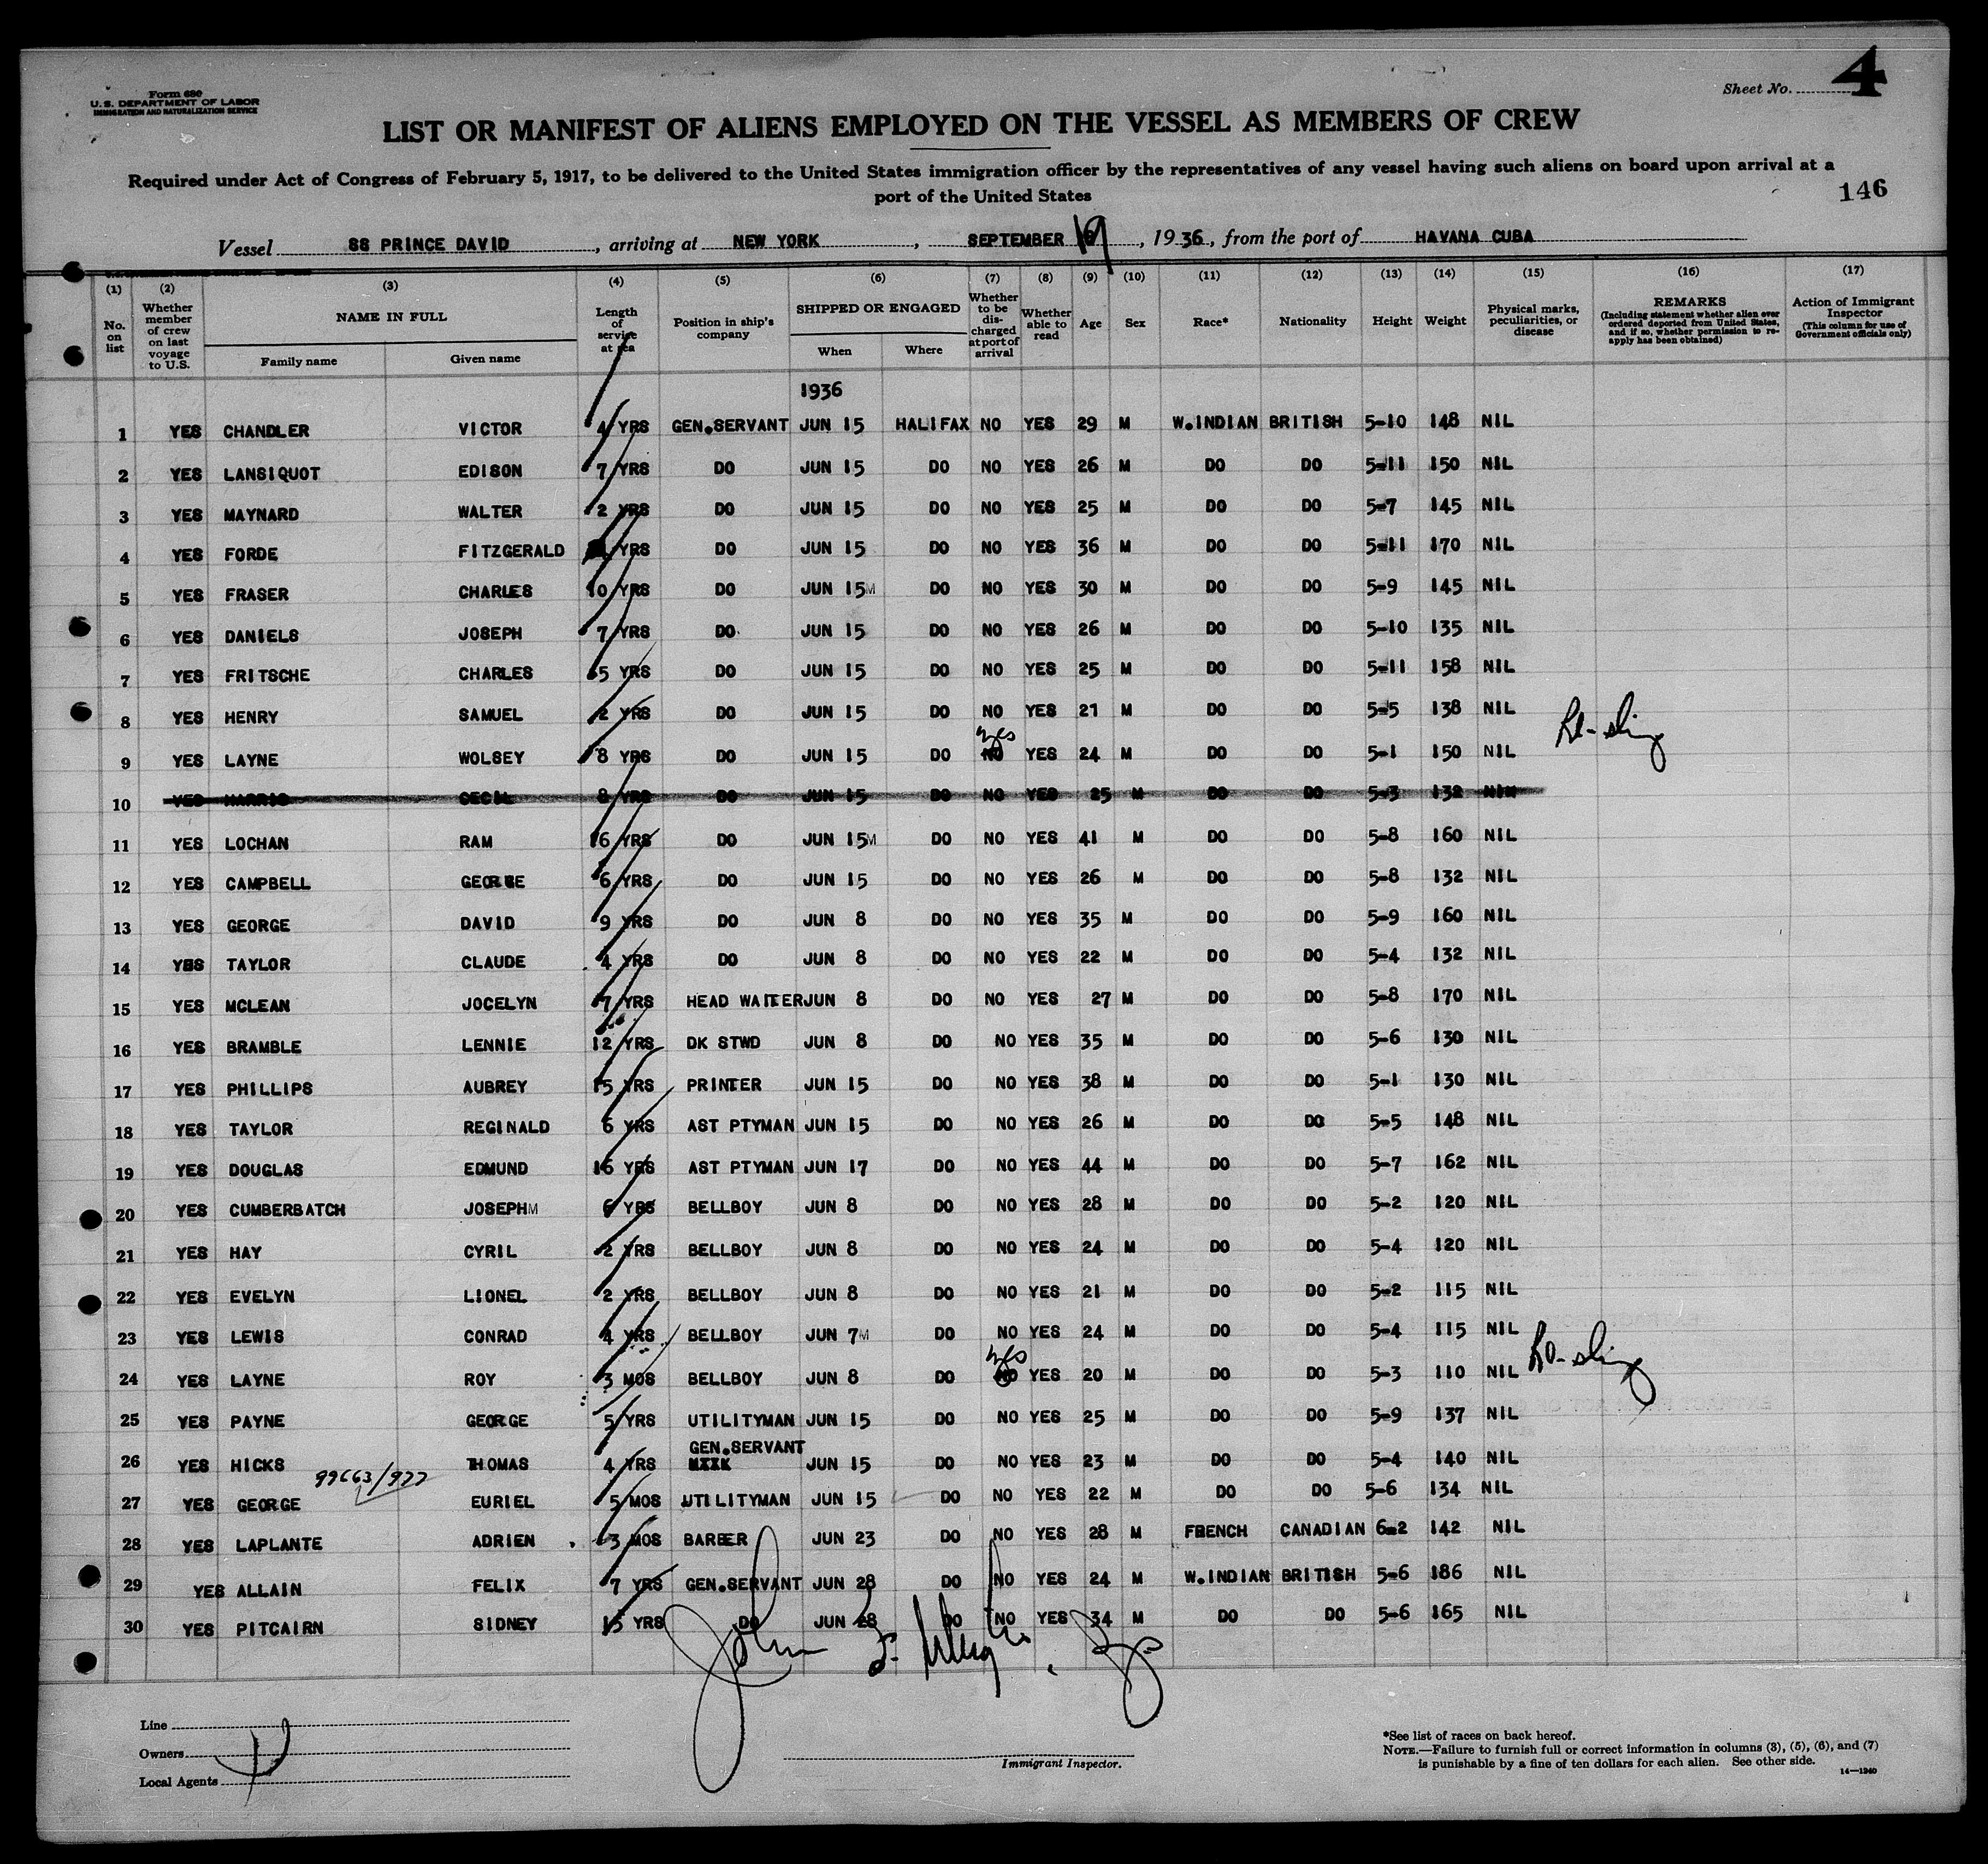 Form 680
U. S. DEPARTMENT OF LABOR
IMMIGRATION AND NATURALIZATION SERVICE
Sheet No. 4
LIST OR MANIFEST OF ALIENS EMPLOYED ON THE VESSEL AS MEMBERS OF CREW
Required under Act of Congress of February 5, 1917, to be delivered to the United States immigration officer by the representatives of any vessel having such aliens on board upon arrival at a
port of the United States
146
Vessel SS PRINCE DAVID, arriving at NEW YORK, SEPTEMBER 19, 1936, from the port of HAVANA CUBA
(1) (2) (3) (4) (5) (6) (7) (8) (9) (10) (11) (12) (13) (14) (15) (16) (17)
No. on list
Whether member of crew on last voyage to U.S.
NAME IN FULL
Family name
Given name
Length of service at sea
Position in ship's company
SHIPPED OR ENGAGED
When
Where
Whether to be discharged at port of arrival
Whether able to read
Age
Sex
Race*
Nationality
Height
Weight
Physical marks, peculiarities, or disease
REMARKS
(Including statement whether alien ever ordered deported from United States, and if so, whether permission to re-apply has been obtained)
Action of Immigrant Inspector
(This column for use of Government officials only)
1936
1 YES CHANDLER VICTOR 4 YRS GEN.SERVANT JUN 15 HALIFAX NO YES 29 M W.INDIAN BRITISH 5-10 148 NIL
2 YES LANSIQUOT EDISON 7 YRS DO JUN 15 DO NO YES 26 M DO DO 5-11 150 NIL
3 YES MAYNARD WALTER 2 YRS DO JUN 15 DO NO YES 25 M DO DO 5-7 145 NIL
4 YES FORDE FITZGERALD YRS DO JUN 15 DO NO YES 36 M DO DO 5-11 170 NIL
5 YES FRASER CHARLES 10 YRS DO JUN 15M DO NO YES 30 M DO DO 5-9 145 NIL
6 YES DANIELS JOSEPH 7 YRS DO JUN 15 DO NO YES 26 M DO DO 5-10 135 NIL
7 YES FRITSCHE CHARLES 5 YRS DO JUN 15 DO NO YES 25 M DO DO 5-11 158 NIL
8 YES HENRY SAMUEL 2 YRS DO JUN 15 DO NO YES 21 M DO DO 5-5 138 NIL
9 YES LAYNE WOLSEY 8 YRS DO JUN 15 DO NO yes YES 24 M DO DO 5-1 150 NIL
10 YES HARRIS CECIL 8 YRS DO JUN 15 DO NO YES 25 M DO DO 5-3 132 NIL
11 YES LOCHAN RAM 16 YRS DO JUN 15M DO NO YES 41 M DO DO 5-8 160 NIL
12 YES CAMPBELL GEORGE 6 YRS DO JUN 15 DO NO YES 26 M DO DO 5-8 132 NIL
13 YES GEORGE DAVID 9 YRS DO JUN 8 DO NO YES 35 M DO DO 5-9 160 NIL
14 YES TAYLOR CLAUDE 4 YRS DO JUN 8 DO NO YES 22 M DO DO 5-4 132 NIL
15 YES MCLEAN JOCELYN 7 YRS HEAD WAITER JUN 8 DO NO YES 27 M DO DO 5-8 170 NIL
16 YES BRAMBLE LENNIE 12 YRS DK STWD JUN 8 DO NO YES 35 M DO DO 5-6 130 NIL
17 YES PHILLIPS AUBREY 15 YRS PRINTER JUN 15 DO NO YES 38 M DO DO 5-1 130 NIL
18 YES TAYLOR REGINALD 6 YRS AST PTYMAN JUN 15 DO NO YES 26 M DO DO 5-5 148 NIL
19 YES DOUGLAS EDMUND 16 YRS AST PTYMAN JUN 17 DO NO YES 44 M DO DO 5-7 162 NIL
20 YES CUMBERBATCH JOSEPHM 6 YRS BELLBOY JUN 8 DO NO YES 28 M DO DO 5-2 120 NIL
21 YES HAY CYRIL 2 YRS BELLBOY JUN 8 DO NO YES 24 M DO DO 5-4 120 NIL
22 YES EVELYN LIONEL 2 YRS BELLBOY JUN 8 DO NO YES 21 M DO DO 5-2 115 NIL
23 YES LEWIS CONRAD 4 YRS BELLBOY JUN 7M DO NO YES 24 M DO DO 5-4 115 NIL
24 YES LAYNE ROY 3 MOS BELLBOY JUN 8 DO NO yes YES 20 M DO DO 5-3 110 NIL
25 YES PAYNE GEORGE 5 YRS UTILITYMAN JUN 15 DO NO YES 25 M DO DO 5-9 137 NIL
26 YES HICKS THOMAS 4 YRS GEN.SERVANT JUN 15 DO NO YES 23 M DO DO 5-4 140 NIL
99663/977
27 YES GEORGE EURIEL 5 MOS UTILITYMAN JUN 15 DO NO YES 22 M DO DO 5-6 134 NIL
28 YES LAPLANTE ADRIEN 3 MOS BARBER JUN 23 DO NO YES 28 M FRENCH CANADIAN 6-2 142 NIL
29 YES ALLAIN FELIX 7 YRS GEN.SERVANT JUN 28 DO NO YES 24 M W.INDIAN BRITISH 5-6 186 NIL
30 YES PITCAIRN SIDNEY 15 YRS DO JUN 28 DO NO YES 34 M DO DO 5-6 165 NIL
John
Line
Owners
Local Agents
Immigrant Inspector.
*See list of races on back hereof.
NOTE.—Failure to furnish full or correct information in columns (3), (5), (6), and (7)
is punishable by a fine of ten dollars for each alien. See other side.
14—1240